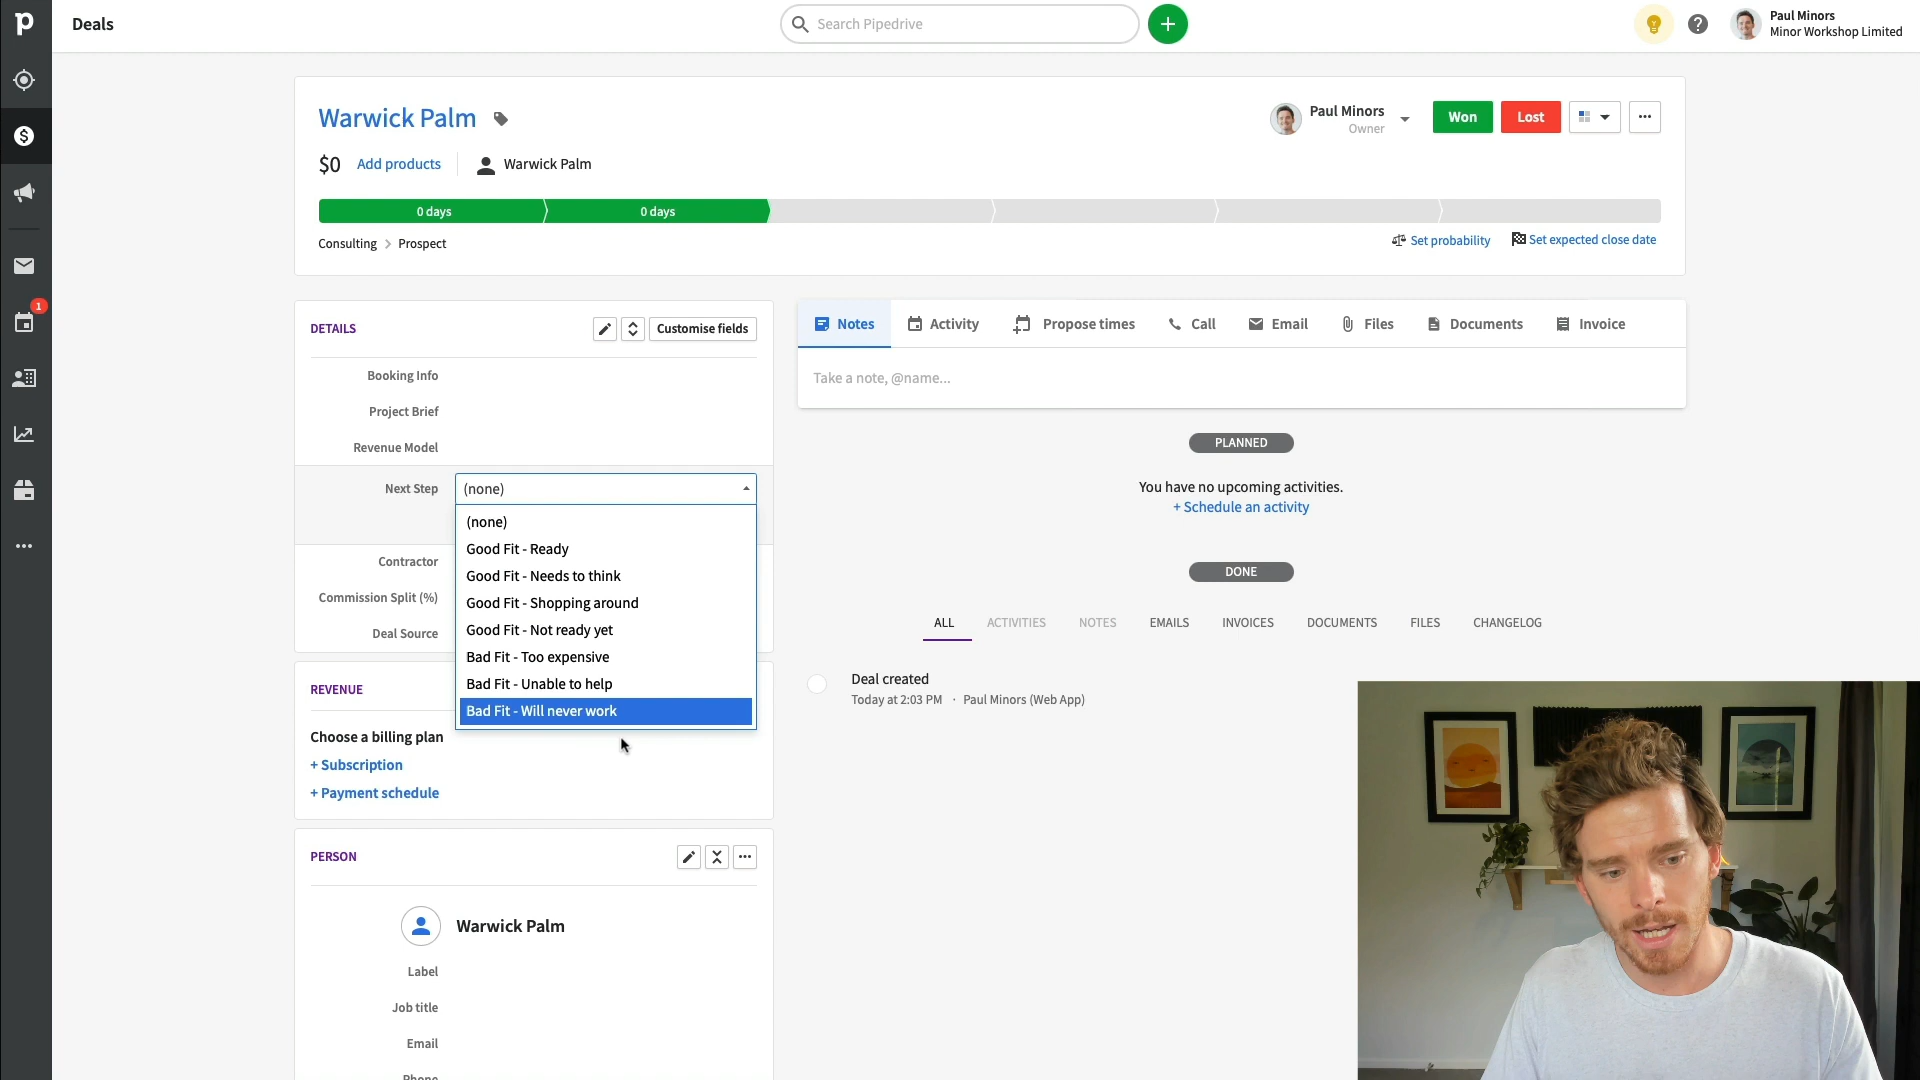 p
Deals
Search Pipedrive
Paul Minors
Minor Workshop Limited
Warwick Palm
Paul Minors
Owner
Won
Lost
$0
Add products
Warwick Palm
0 days
0 days
Consulting > Prospect
Set probability
Set expected close date
1
DETAILS
Customise fields
Booking Info
Project Brief
Revenue Model
Next Step
(none)
(none)
Good Fit - Ready
Good Fit - Needs to think
Good Fit - Shopping around
Good Fit - Not ready yet
Bad Fit - Too expensive
Bad Fit - Unable to help
Bad Fit - Will never work
Contractor
Commission Split (%)
Deal Source
REVENUE
Choose a billing plan
+ Subscription
+ Payment schedule
PERSON
Warwick Palm
Label
Job title
Email
Phone
Notes
Activity
Propose times
Call
Email
Files
Documents
Invoice
Take a note, @name...
PLANNED
You have no upcoming activities.
+ Schedule an activity
DONE
ALL
ACTIVITIES
NOTES
EMAILS
INVOICES
DOCUMENTS
FILES
CHANGELOG
Deal created
Today at 2:03 PM · Paul Minors (Web App)